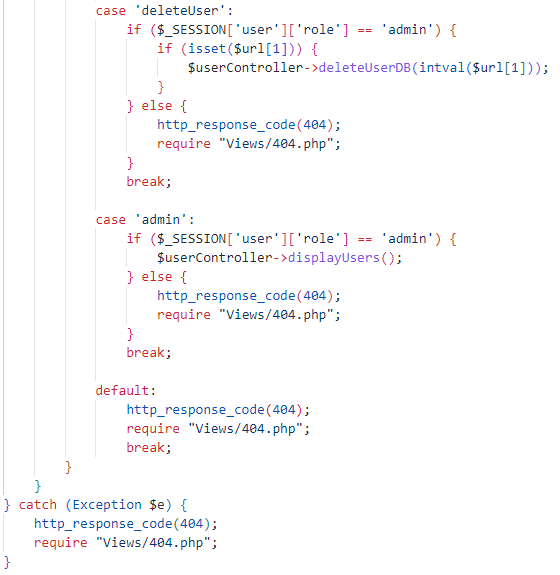 case 'deleteUser':
if ($_SESSION['user']['role'] == 'admin') {
if (isset($url[1])) {
$userController->deleteUserDB(intval($url[1]));
}
} else {
http_response_code(404);
require "Views/404.php";
}
break;
case 'admin':
if ($_SESSION['user']['role'] == 'admin') {
$userController->displayUsers();
} else {
http_response_code(404);
require "Views/404.php";
}
break;
default:
http_response_code(404);
require "Views/404.php";
break;
}
}
} catch (Exception $e) {
http_response_code(404);
require "Views/404.php";
}